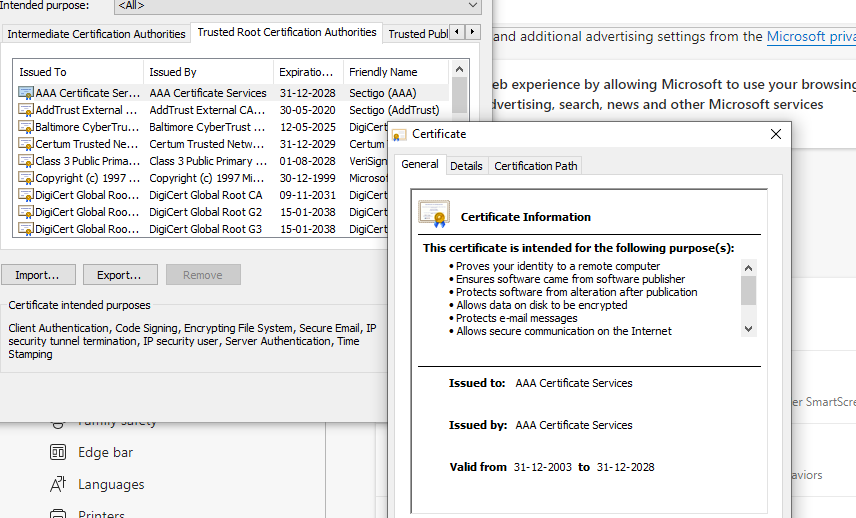 Intended purpose: <All>
Intermediate Certification Authorities Trusted Root Certification Authorities Trusted Publ
Issued To Issued By Expiratio... Friendly Name
AAA Certificate Ser... AAA Certificate Services 31-12-2028 Sectigo (AAA)
AddTrust External ... AddTrust External CA... 30-05-2020 Sectigo (AddTrust)
Baltimore CyberTru... Baltimore CyberTrust ... 12-05-2025 DigiCert
Certum Trusted Ne... Certum Trusted Netw... 31-12-2029 Certum
Class 3 Public Prima... Class 3 Public Primary ... 01-08-2028 VeriSign
Copyright (c) 1997 ... Copyright (c) 1997 Mi... 30-12-1999 Microsof
DigiCert Global Roo... DigiCert Global Root CA 09-11-2031 DigiCert
DigiCert Global Roo... DigiCert Global Root G2 15-01-2038 DigiCert
DigiCert Global Roo... DigiCert Global Root G3 15-01-2038 DigiCert
Import... Export... Remove
Certificate intended purposes
Client Authentication, Code Signing, Encrypting File System, Secure Email, IP
security tunnel termination, IP security user, Server Authentication, Time
Stamping
Family safety
Edge bar
Languages
Printers
and additional advertising settings from the Microsoft priva
eb experience by allowing Microsoft to use your browsing
dvertising, search, news and other Microsoft services
Certificate
General Details Certification Path
Certificate Information
This certificate is intended for the following purpose(s):
• Proves your identity to a remote computer
• Ensures software came from software publisher
• Protects software from alteration after publication
• Allows data on disk to be encrypted
• Protects e-mail messages
• Allows secure communication on the Internet
Issued to: AAA Certificate Services
Issued by: AAA Certificate Services
Valid from 31-12-2003 to 31-12-2028
er SmartScre
aviors